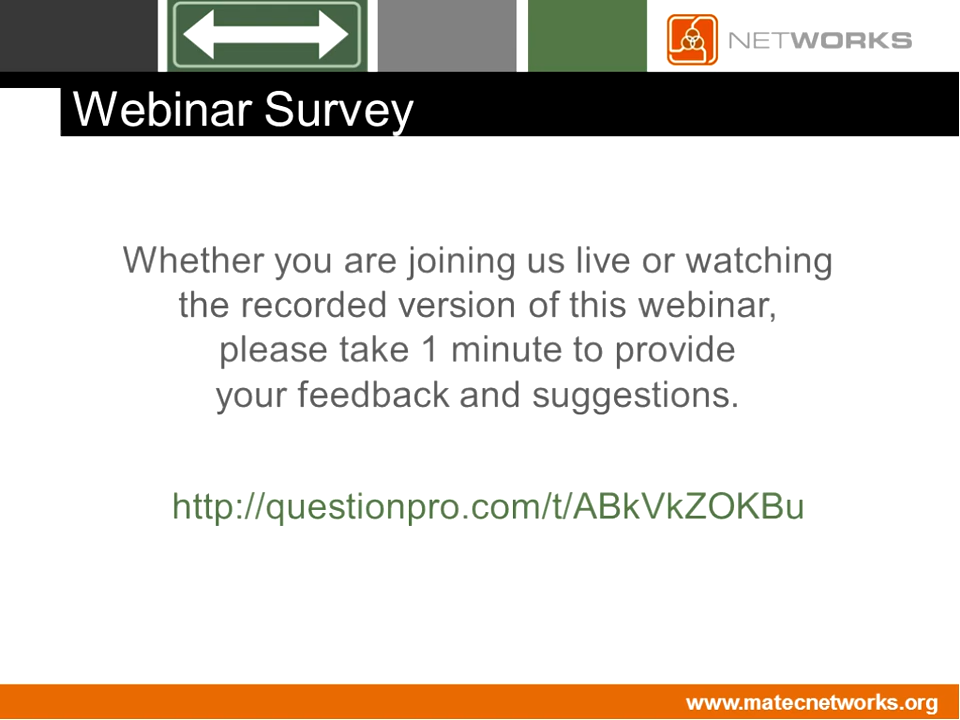 NETWORKS
Webinar Survey
Whether you are joining us live or watching
the recorded version of this webinar,
please take 1 minute to provide
your feedback and suggestions.
http://questionpro.com/t/ABkVkZOKBu
www.matecnetworks.org